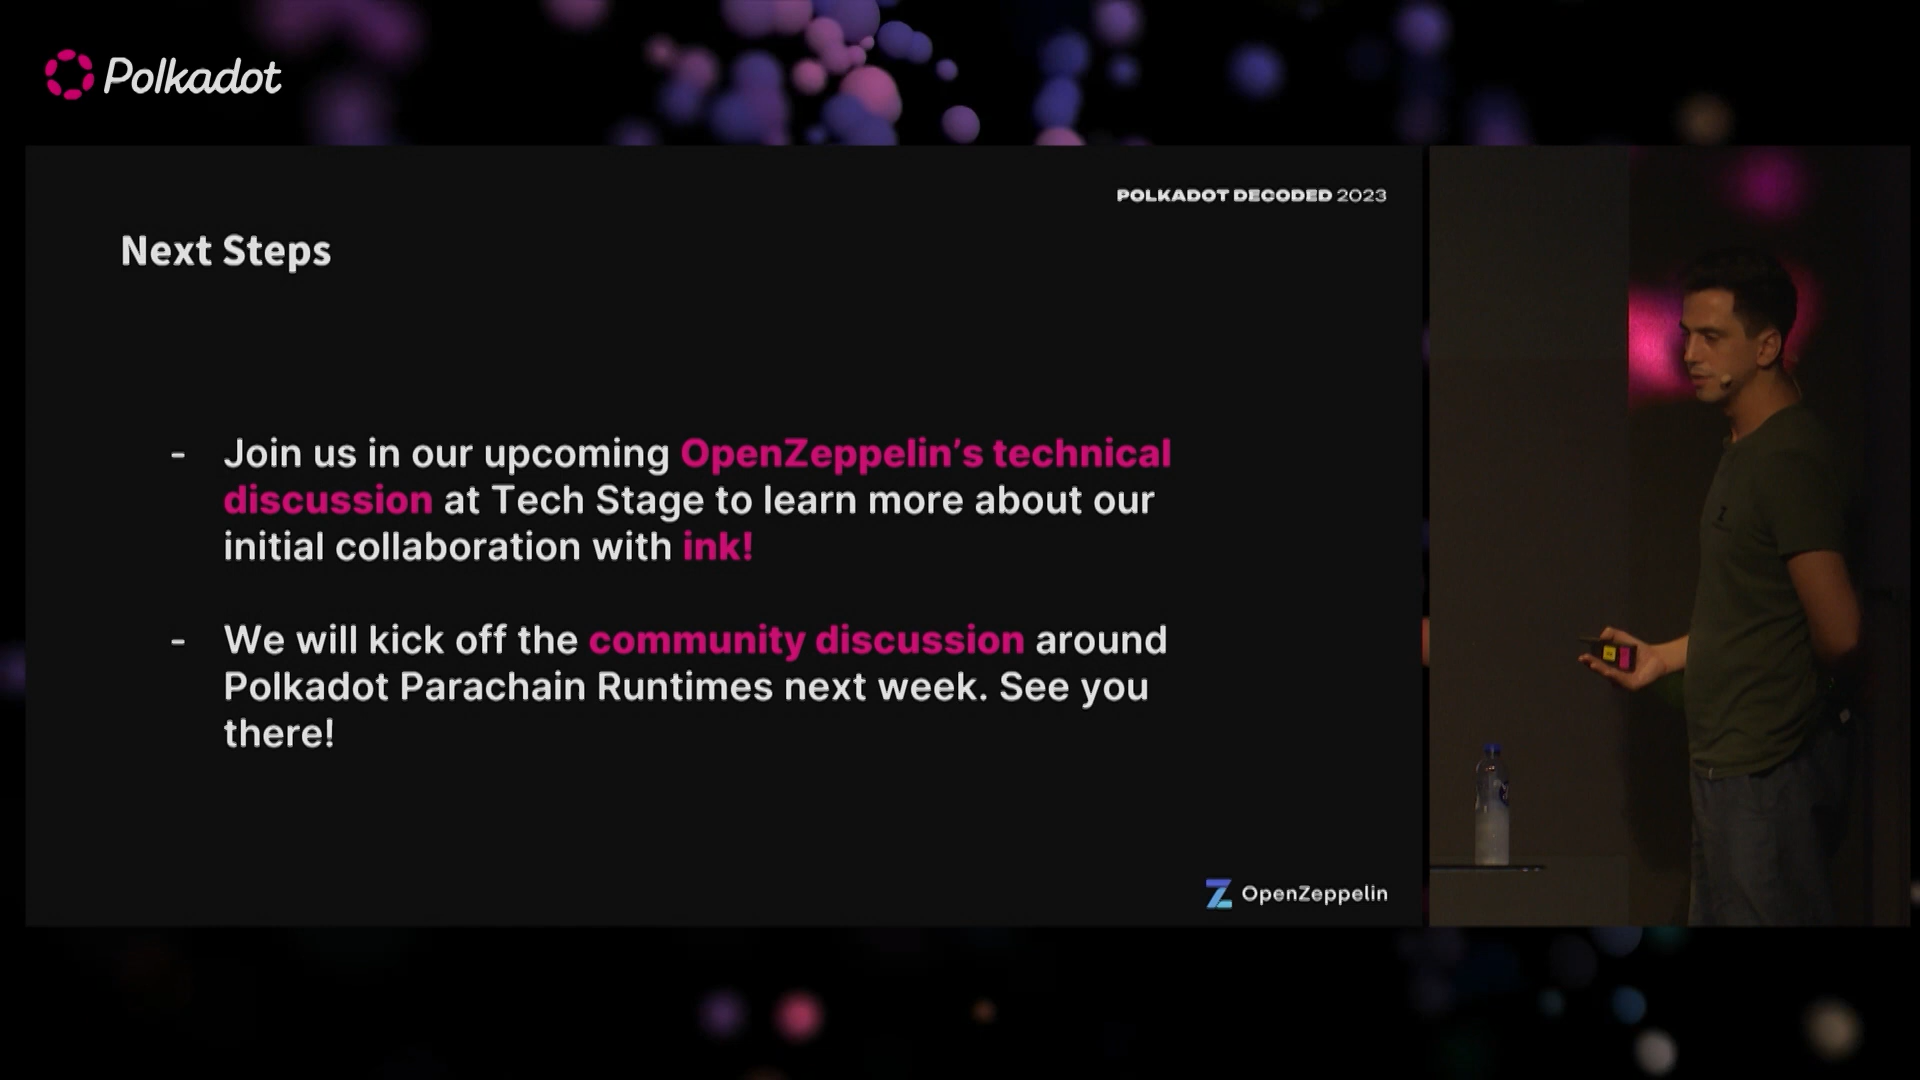 Polkadot
POLKADOT DECODED 2023
Next Steps
- Join us in our upcoming OpenZeppelin’s technical
discussion at Tech Stage to learn more about our
initial collaboration with ink!
- We will kick off the community discussion around
Polkadot Parachain Runtimes next week. See you
there!
OpenZeppelin